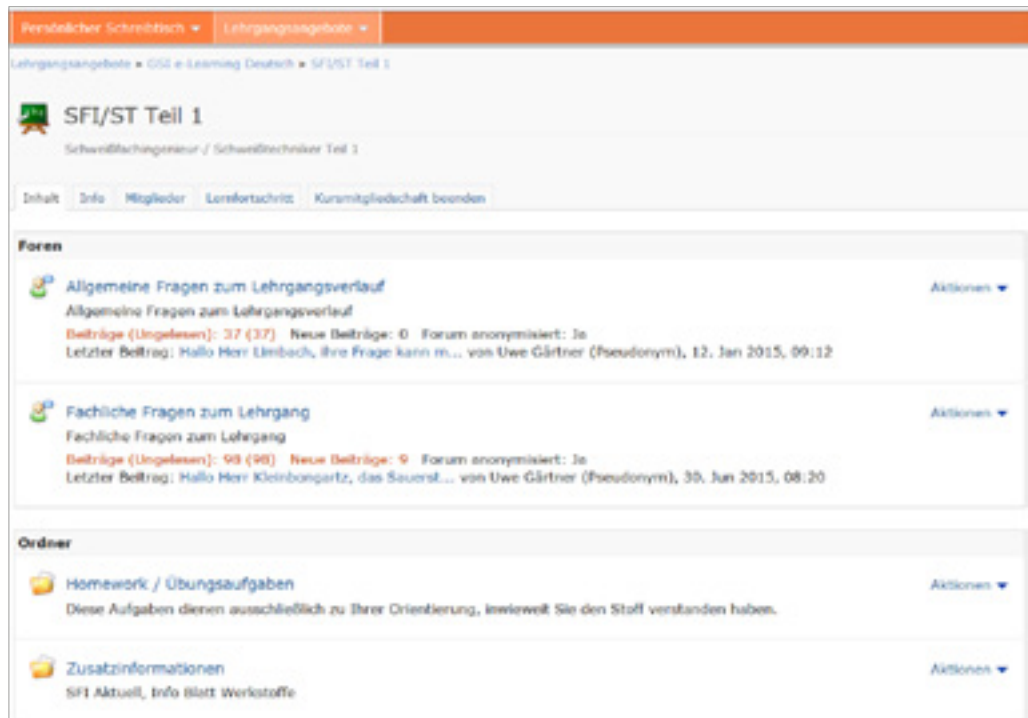 Persönlicher Schreibtisch Lehrgangsangebote
Lehrgangsangebote GSI e-Learning Deutsch SFI/ST Teil 1
SFI/ST Teil 1
Schweißfachingenieur / Schweißtechniker Teil 1
Inhalt Info Mitglieder Lernfortschritt Kursmitgliedschaft beenden
Foren
Allgemeine Fragen zum Lehrgangsverlauf Aktionen
Allgemeine Fragen zum Lehrgangsverlauf
Beiträge (Ungelesen): 37 (37) Neue Beiträge: 0 Forum anonymisiert: Ja
Letzter Beitrag: Hallo Herr Limbach, ihre Frage kann m... von Uwe Gärtner (Pseudonym), 12. Jan 2015, 09:12
Fachliche Fragen zum Lehrgang Aktionen
Fachliche Fragen zum Lehrgang
Beiträge (Ungelesen): 98 (98) Neue Beiträge: 9 Forum anonymisiert: Ja
Letzter Beitrag: Hallo Herr Kleinbongartz, das Sauerst... von Uwe Gärtner (Pseudonym), 30. Jun 2015, 08:20
Ordner
Homework / Übungsaufgaben Aktionen
Diese Aufgaben dienen ausschließlich zu Ihrer Orientierung, inwieweit Sie den Stoff verstanden haben.
Zusatzinformationen Aktionen
SFI Aktuell, Info Blatt Werkstoffe